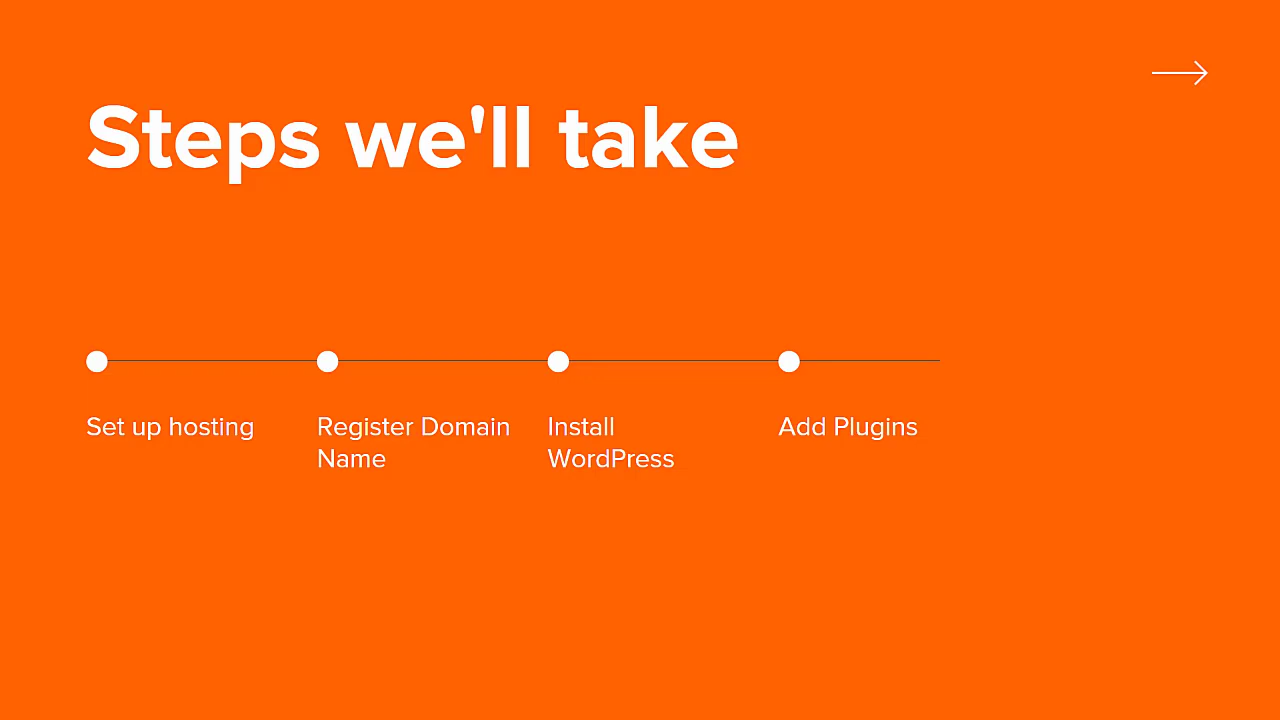 Steps we'll take
Set up hosting
Register Domain
Name
Install
WordPress
Add Plugins